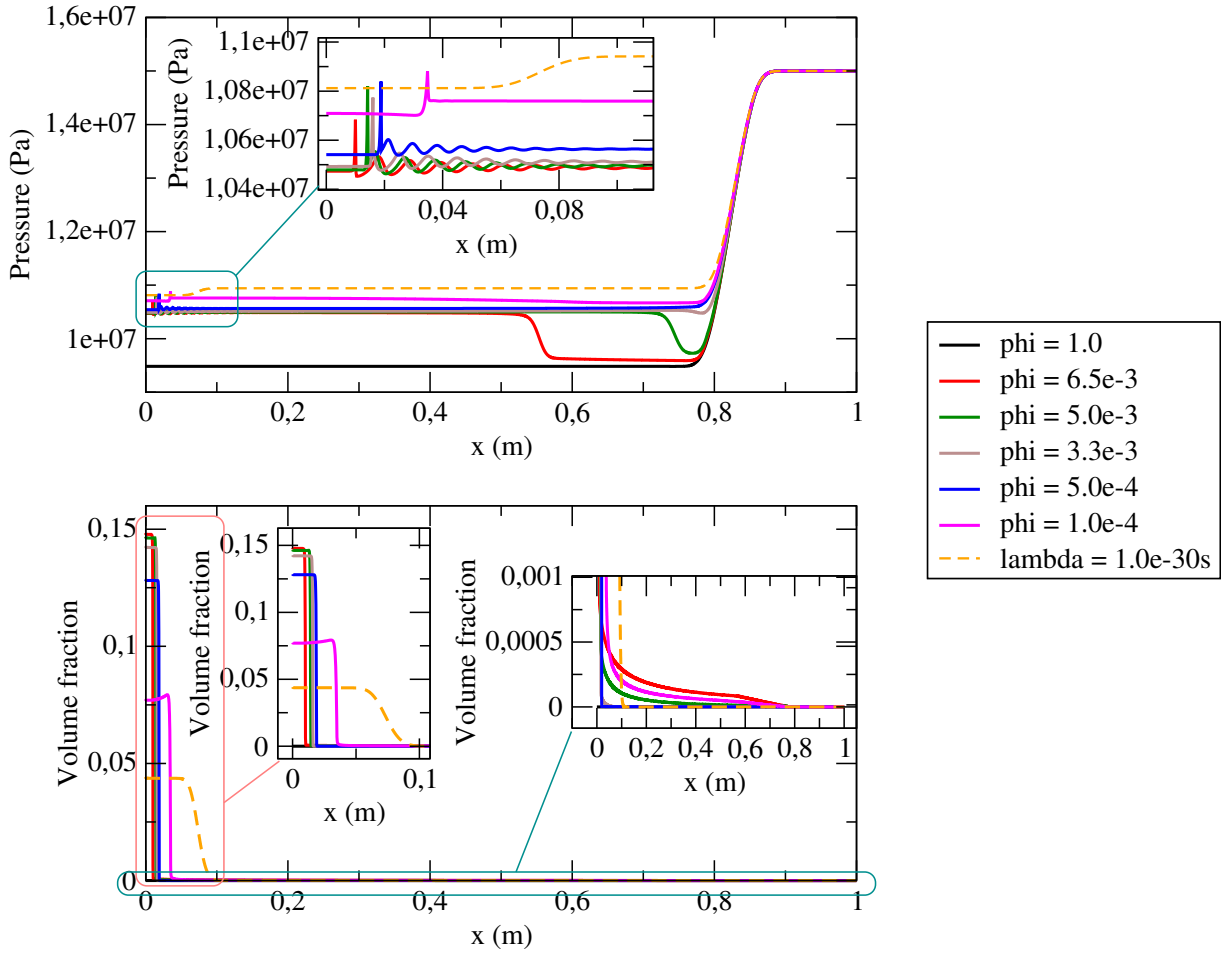 1,6e+07
1,4e+07
1,2e+07
1e+07
Pressure (Pa)
0
0,2
0,4
0,6
0,8
1
x (m)
1,1e+07
1,08e+07
1,06e+07
1,04e+07
Pressure (Pa)
0
0,04
0,08
x (m)
phi = 1.0
phi = 6.5e-3
phi = 5.0e-3
phi = 3.3e-3
phi = 5.0e-4
phi = 1.0e-4
lambda = 1.0e-30s
0,15
0,1
0,05
0
Volume fraction
0
0,2
0,4
0,6
0,8
1
x (m)
0,15
0,1
0,05
0
Volume fraction
0
0,1
x (m)
0,001
0,0005
0
Volume fraction
0
0,2
0,4
0,6
0,8
1
x (m)